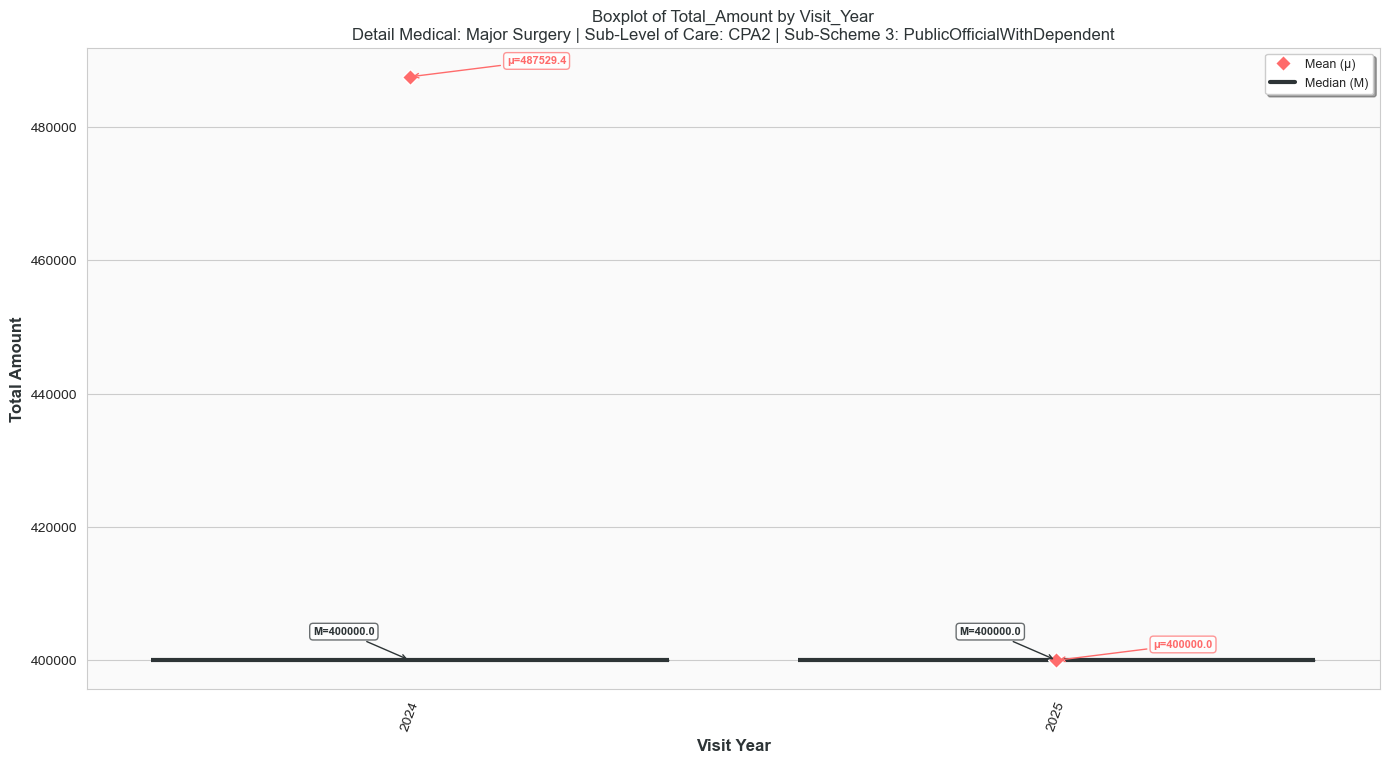 Boxplot of Total_Amount by Visit_Year
Detail Medical: Major Surgery | Sub-Level of Care: CPA2 | Sub-Scheme 3: PublicOfficialWithDependent
μ=487529.4
Mean (μ)
Median (M)
480000
460000
440000
420000
400000
Total Amount
M=400000.0
M=400000.0
μ=400000.0
2024
2025
Visit Year